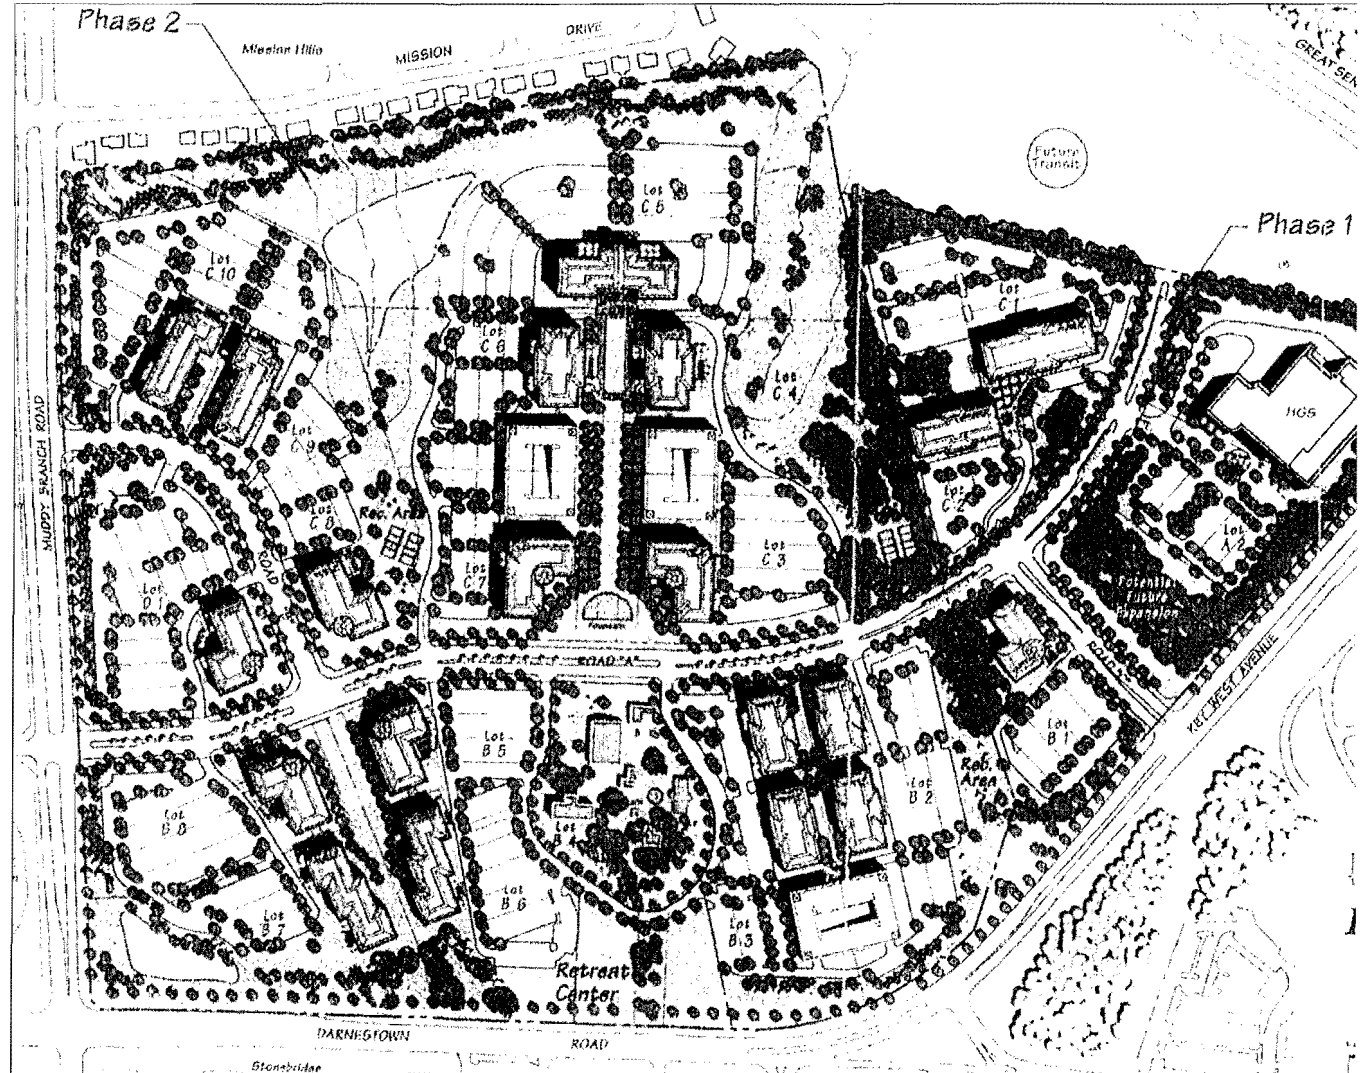 Phase 2
Mission Hills
MISSION
DRIVE
GREAT SEN
Future
Transit
Phase 1
Lot
C 5
Lot
C 10
Lot
C 1
Lot
C 6
Lot
C 4
HGS
MUDDY BRANCH ROAD
Lot
C 9
Rec. Area
Lot
C 8
Lot
C 2
Lot
A 2
Lot
C 3
Lot
C 7
ROAD
Lot
D 1
Potential
Future
Expansion
ROAD "A"
KEY WEST AVENUE
Lot
B 5
Lot
B 1
Rec.
Area
Lot
B 2
Lot
B 8
Lot
B 4
Lot
B 6
Lot
B 7
Lot
B 3
Retreat
Center
DARNESTOWN
ROAD
Stonebridge